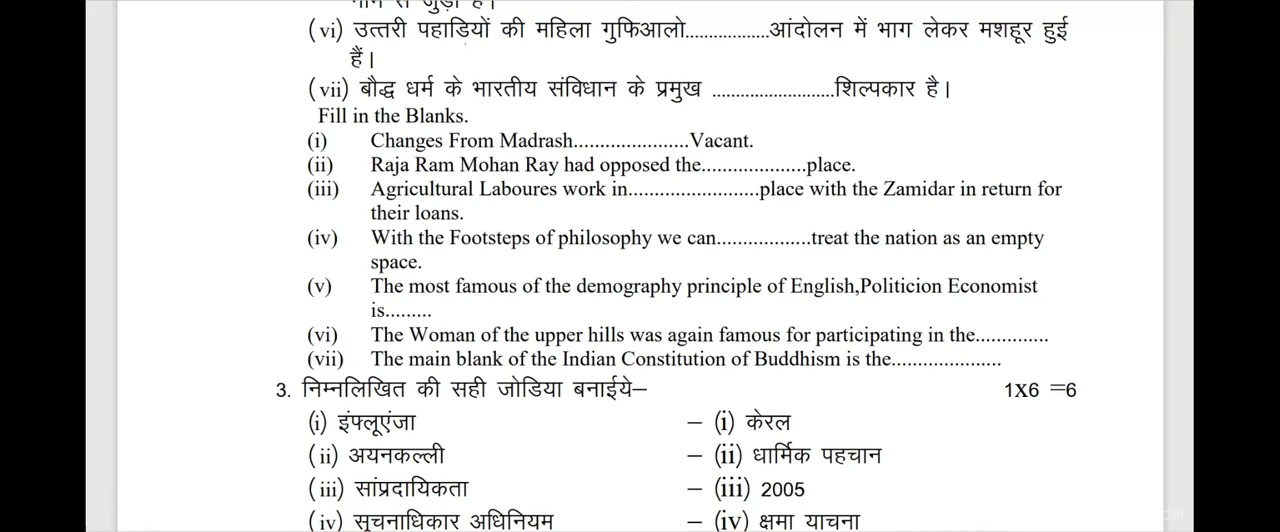 नाम से जुड़ा है।
(vi) उत्तरी पहाडियों की महिला गुफिआलो..................आंदोलन में भाग लेकर मशहूर हुई
हैं।
(vii) बौद्ध धर्म के भारतीय संविधान के प्रमुख ..........................शिल्पकार है।
Fill in the Blanks.
(i) Changes From Madrash......................Vacant.
(ii) Raja Ram Mohan Ray had opposed the....................place.
(iii) Agricultural Laboures work in.........................place with the Zamidar in return for
their loans.
(iv) With the Footsteps of philosophy we can..................treat the nation as an empty
space.
(v) The most famous of the demography principle of English,Politicion Economist
is.........
(vi) The Woman of the upper hills was again famous for participating in the..............
(vii) The main blank of the Indian Constitution of Buddhism is the.....................
3. निम्नलिखित की सही जोडिया बनाईये– 1X6 =6
(i) इंफ्लूएंजा – (i) केरल
(ii) अयनकल्ली – (ii) धार्मिक पहचान
(iii) सांप्रदायिकता – (iii) 2005
(iv) सूचनाधिकार अधिनियम – (iv) क्षमा याचना